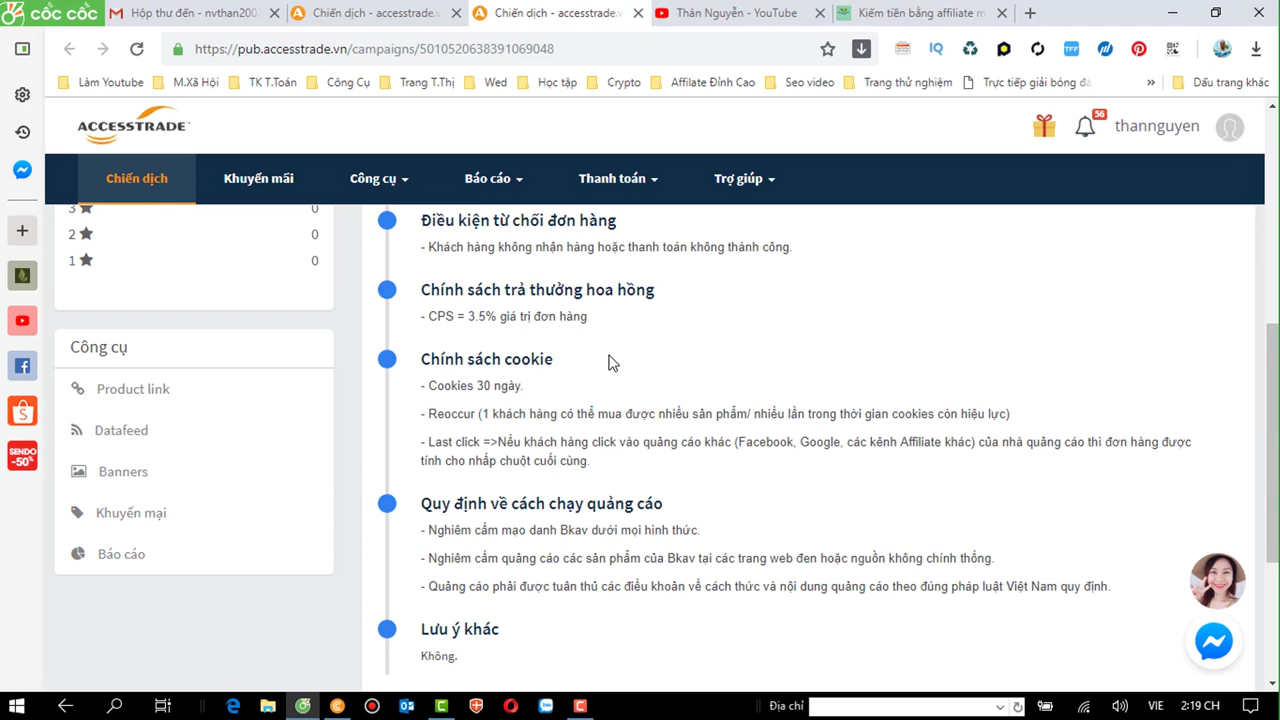 cốc cốc
Hộp thư đến - nvthan200
Chiến dịch - accesstrade.v
Chiến dịch - accesstrade.v
Thân Nguyễn - YouTube
Kiếm tiền bằng affiliate m
https://pub.accesstrade.vn/campaigns/5010520638391069048
IQ
TFF
Làm Youtube
M.Xã Hội
TK T.Toán
Công Cụ
Trang T.Thị
Wed
Học tập
Crypto
Affilate Đỉnh Cao
Seo video
Trang thử nghiệm
Trực tiếp giải bóng đá
»
Dấu trang khác
ACCESSTRADE
56
thannguyen
Chiến dịch
Khuyến mãi
Công cụ
Báo cáo
Thanh toán
Trợ giúp
3 ★ 0
2 ★ 0
1 ★ 0
Công cụ
Product link
Datafeed
Banners
Khuyến mại
Báo cáo
SENDO
-50%
Điều kiện từ chối đơn hàng
- Khách hàng không nhận hàng hoặc thanh toán không thành công.
Chính sách trả thưởng hoa hồng
- CPS = 3.5% giá trị đơn hàng
Chính sách cookie
- Cookies 30 ngày.
- Reoccur (1 khách hàng có thể mua được nhiều sản phẩm/ nhiều lần trong thời gian cookies còn hiệu lực)
- Last click =>Nếu khách hàng click vào quảng cáo khác (Facebook, Google, các kênh Affiliate khác) của nhà quảng cáo thì đơn hàng được
tính cho nhấp chuột cuối cùng.
Quy định về cách chạy quảng cáo
- Nghiêm cấm mạo danh Bkav dưới mọi hình thức.
- Nghiêm cấm quảng cáo các sản phẩm của Bkav tại các trang web đen hoặc nguồn không chính thống.
- Quảng cáo phải được tuân thủ các điều khoản về cách thức và nội dung quảng cáo theo đúng pháp luật Việt Nam quy định.
Lưu ý khác
Không.
Địa chỉ
VIE
2:19 CH